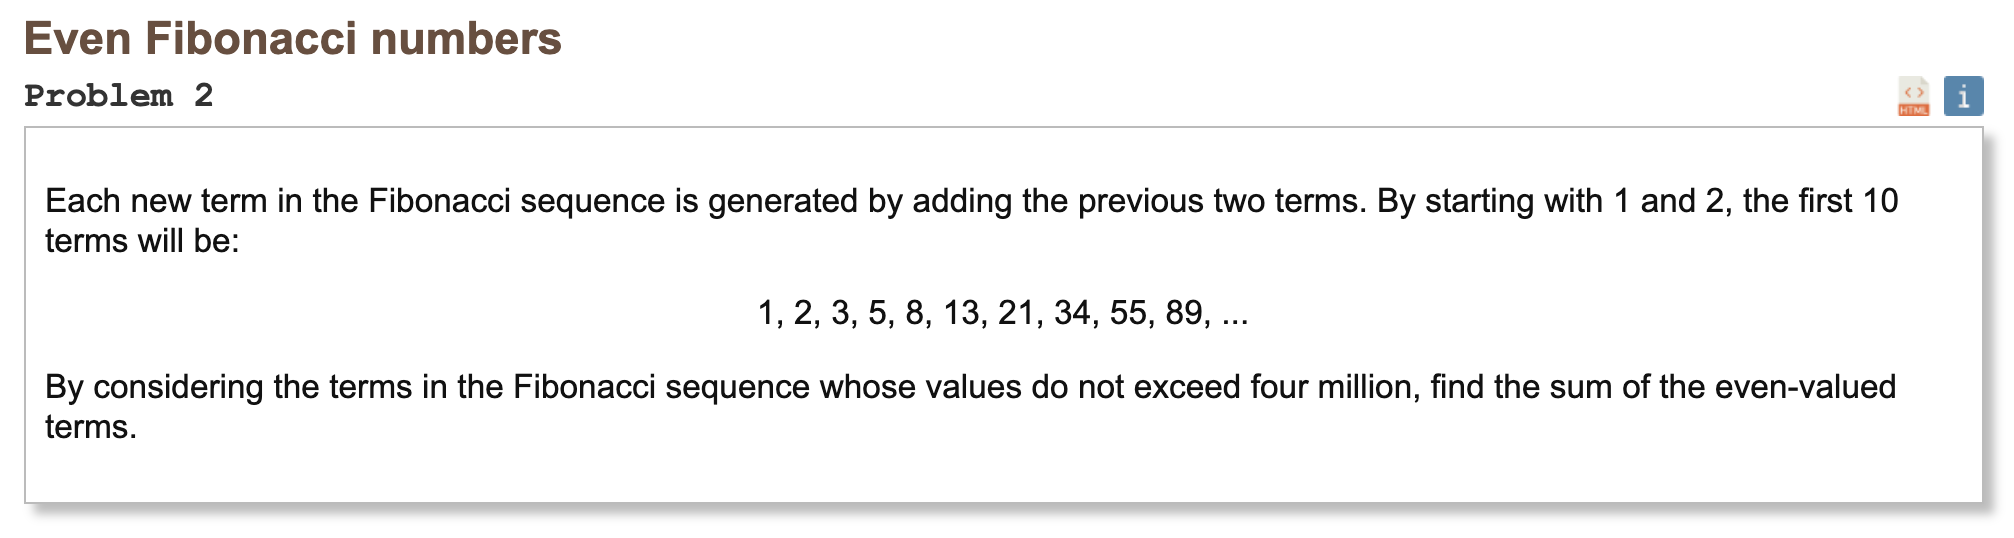 Even Fibonacci numbers
Problem 2
<>
HTML
i
Each new term in the Fibonacci sequence is generated by adding the previous two terms. By starting with 1 and 2, the first 10
terms will be:
1, 2, 3, 5, 8, 13, 21, 34, 55, 89, ...
By considering the terms in the Fibonacci sequence whose values do not exceed four million, find the sum of the even-valued
terms.